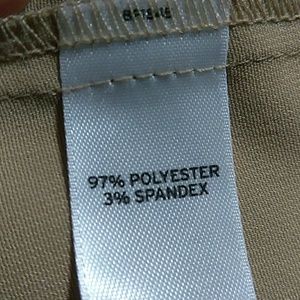 97% POLYESTER
3% SPANDEX